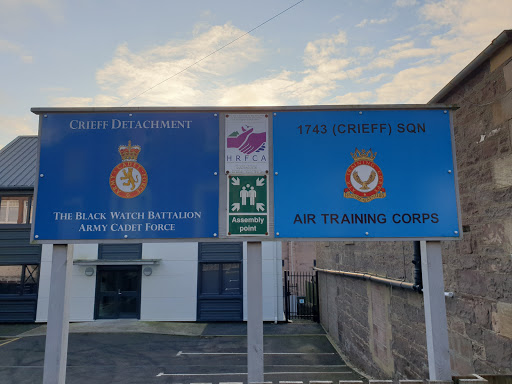 CRIEFF DETACHMENT
THE BLACK WATCH BATTALION
ARMY CADET FORCE
HRFCA
Assembly
point
1743 (CRIEFF) SQN
AIR TRAINING CORPS